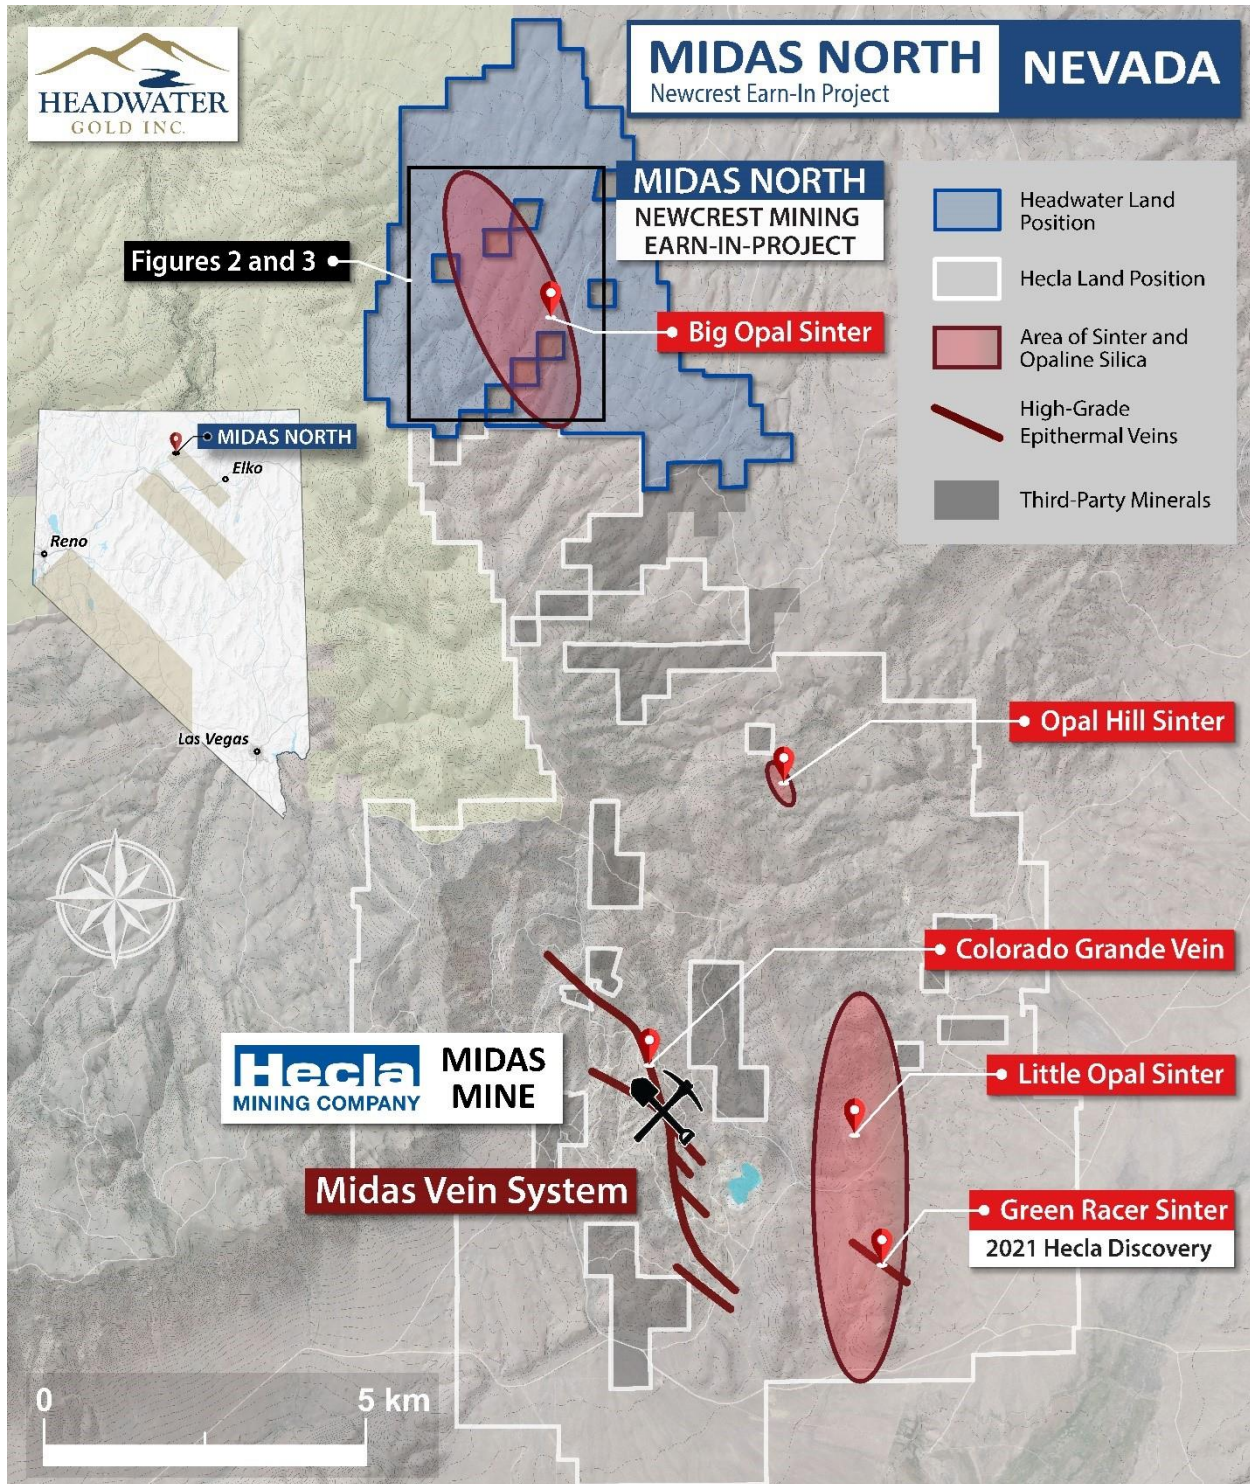 HEADWATER
GOLD INC.
MIDAS NORTH
Newcrest Earn-In Project
NEVADA
MIDAS NORTH
NEWCREST MINING
EARN-IN-PROJECT
Headwater Land
Position
Hecla Land Position
Area of Sinter and
Opaline Silica
High-Grade
Epithermal Veins
Third-Party Minerals
Figures 2 and 3
Big Opal Sinter
MIDAS NORTH
Elko
Reno
Las Vegas
Opal Hill Sinter
Colorado Grande Vein
Hecla
MINING COMPANY
MIDAS
MINE
Little Opal Sinter
Midas Vein System
Green Racer Sinter
2021 Hecla Discovery
0
5 km